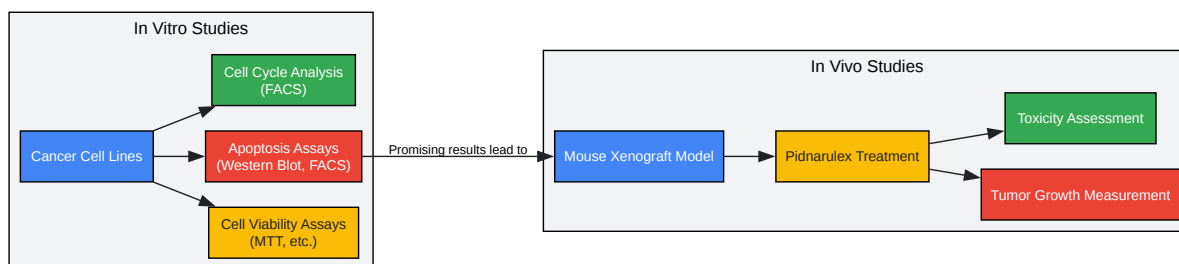 In Vitro Studies
Cell Cycle Analysis
(FACS)
Cancer Cell Lines
Apoptosis Assays
(Western Blot, FACS)
Cell Viability Assays
(MTT, etc.)
Promising results lead to
In Vivo Studies
Mouse Xenograft Model
Pidnarulex Treatment
Toxicity Assessment
Tumor Growth Measurement